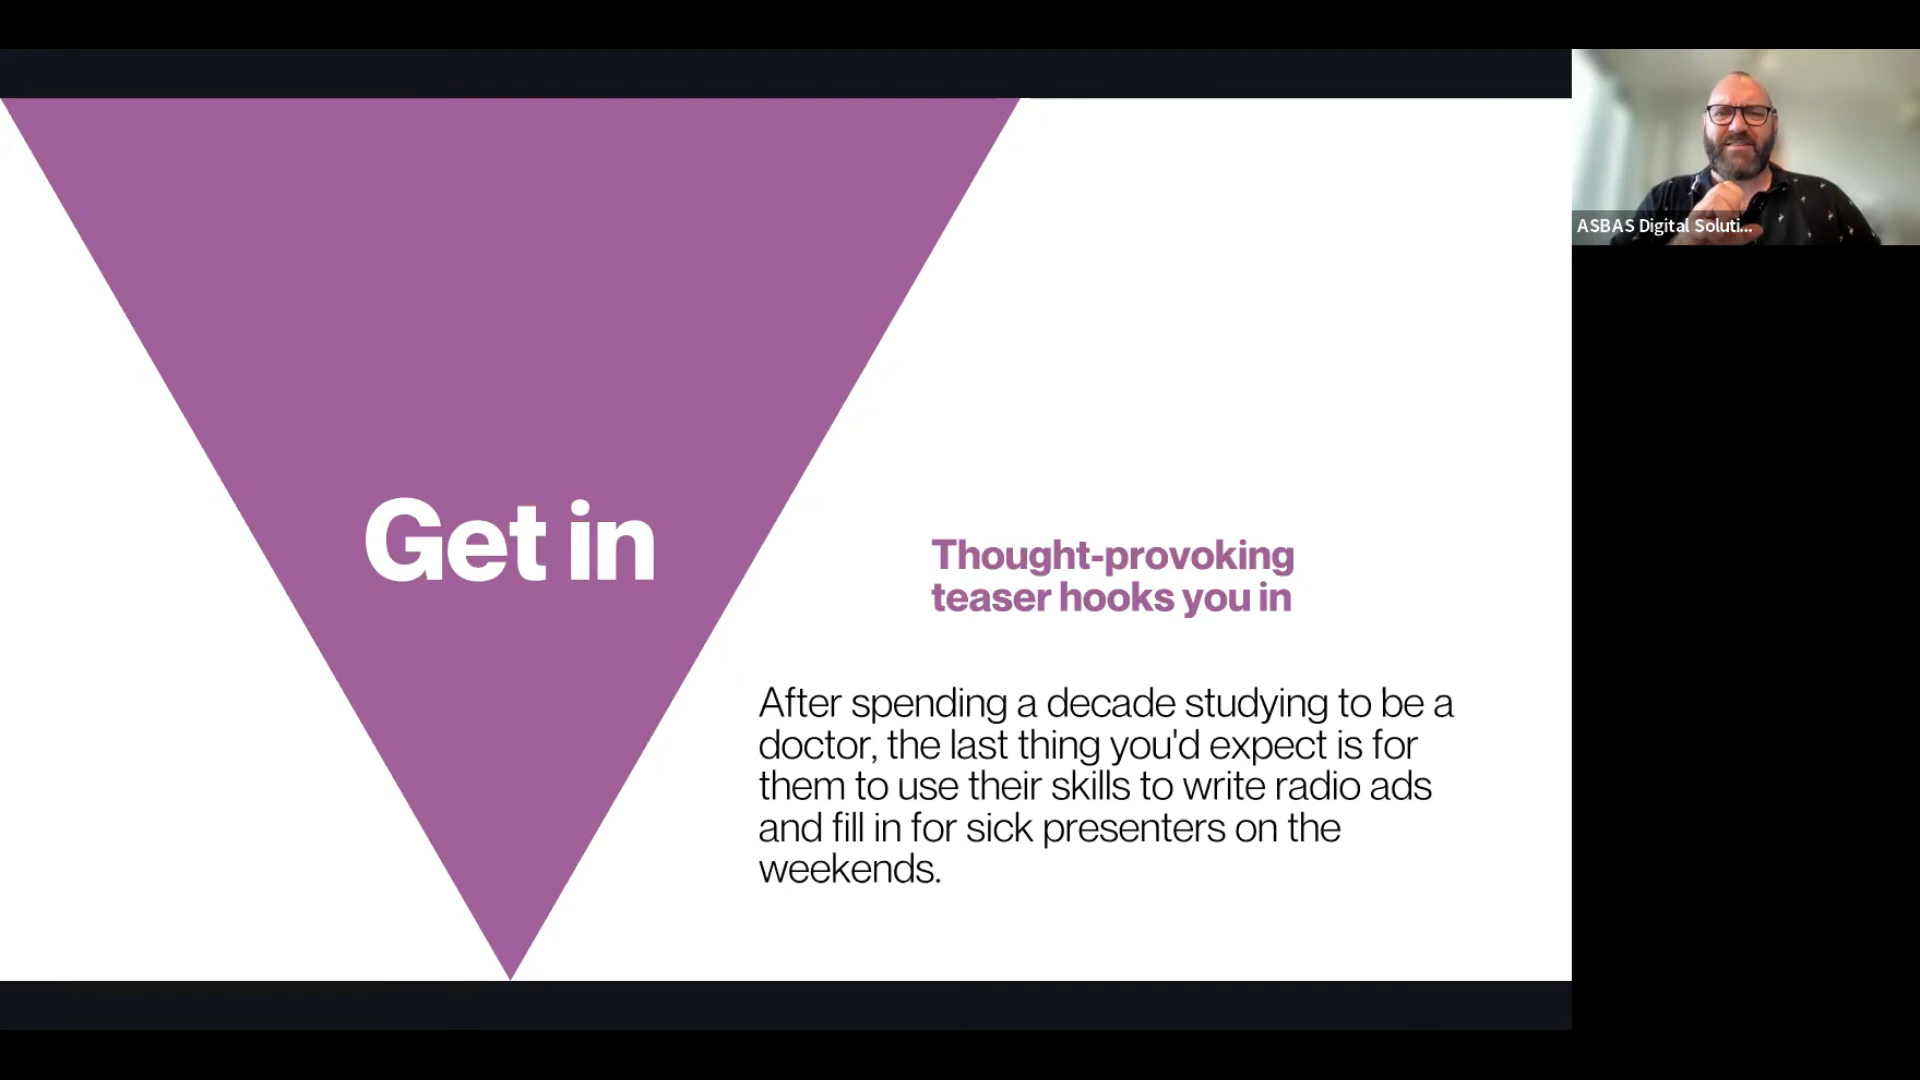 Get in
Thought-provoking
teaser hooks you in
After spending a decade studying to be a
doctor, the last thing you'd expect is for
them to use their skills to write radio ads
and fill in for sick presenters on the
weekends.
ASBAS Digital Soluti...